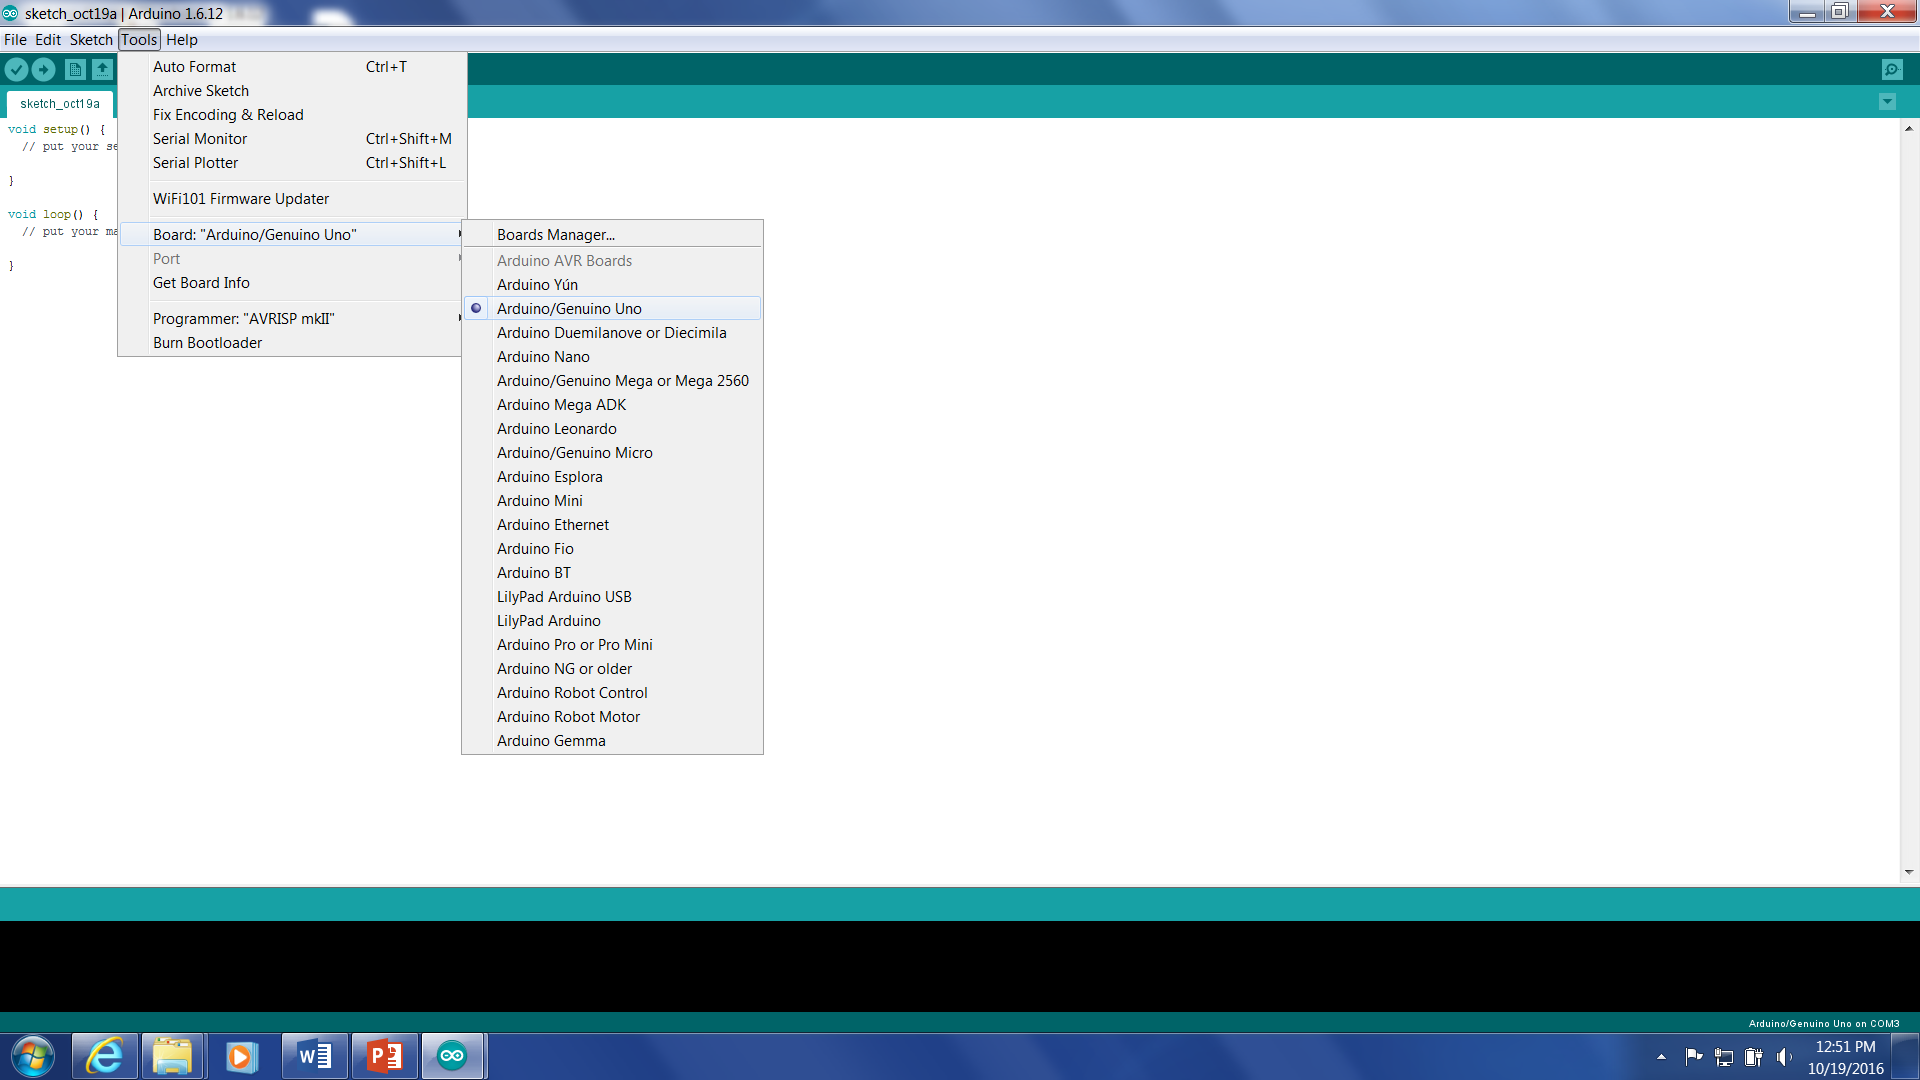 sketch_oct19a | Arduino 1.6.12
File Edit Sketch Tools Help
sketch_oct19a
void setup() {
// put your se
}
void loop() {
// put your ma
}
Auto Format Ctrl+T
Archive Sketch
Fix Encoding & Reload
Serial Monitor Ctrl+Shift+M
Serial Plotter Ctrl+Shift+L
WiFi101 Firmware Updater
Board: "Arduino/Genuino Uno"
Port
Get Board Info
Programmer: "AVRISP mkII"
Burn Bootloader
Boards Manager...
Arduino AVR Boards
Arduino Yún
Arduino/Genuino Uno
Arduino Duemilanove or Diecimila
Arduino Nano
Arduino/Genuino Mega or Mega 2560
Arduino Mega ADK
Arduino Leonardo
Arduino/Genuino Micro
Arduino Esplora
Arduino Mini
Arduino Ethernet
Arduino Fio
Arduino BT
LilyPad Arduino USB
LilyPad Arduino
Arduino Pro or Pro Mini
Arduino NG or older
Arduino Robot Control
Arduino Robot Motor
Arduino Gemma
Arduino/Genuino Uno on COM3
12:51 PM
10/19/2016